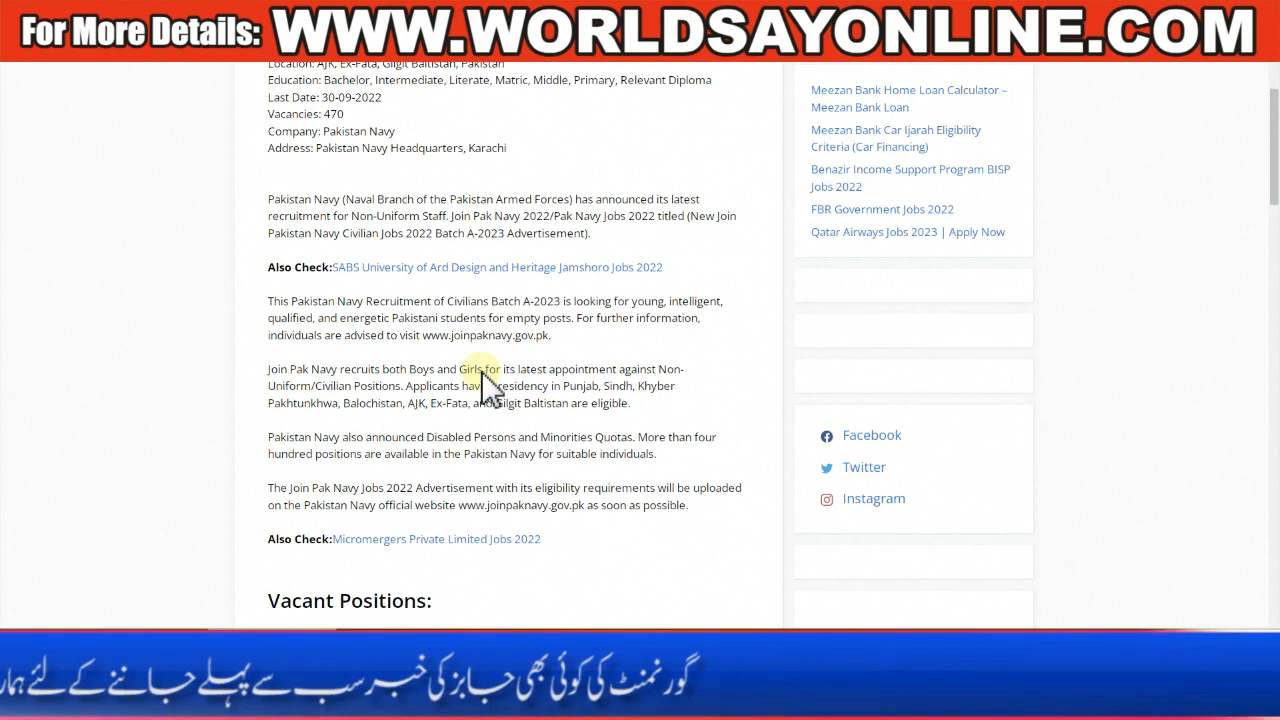 For More Details: WWW.WORLDSAYONLINE.COM
Location: AJK, Ex-Fata, Gilgit Baltistan, Pakistan
Education: Bachelor, Intermediate, Literate, Matric, Middle, Primary, Relevant Diploma
Last Date: 30-09-2022
Vacancies: 470
Company: Pakistan Navy
Address: Pakistan Navy Headquarters, Karachi
Pakistan Navy (Naval Branch of the Pakistan Armed Forces) has announced its latest
recruitment for Non-Uniform Staff. Join Pak Navy 2022/Pak Navy Jobs 2022 titled (New Join
Pakistan Navy Civilian Jobs 2022 Batch A-2023 Advertisement).
Also Check:SABS University of Ard Design and Heritage Jamshoro Jobs 2022
This Pakistan Navy Recruitment of Civilians Batch A-2023 is looking for young, intelligent,
qualified, and energetic Pakistani students for empty posts. For further information,
individuals are advised to visit www.joinpaknavy.gov.pk.
Join Pak Navy recruits both Boys and Girls for its latest appointment against Non-
Uniform/Civilian Positions. Applicants have residency in Punjab, Sindh, Khyber
Pakhtunkhwa, Balochistan, AJK, Ex-Fata, and Gilgit Baltistan are eligible.
Pakistan Navy also announced Disabled Persons and Minorities Quotas. More than four
hundred positions are available in the Pakistan Navy for suitable individuals.
The Join Pak Navy Jobs 2022 Advertisement with its eligibility requirements will be uploaded
on the Pakistan Navy official website www.joinpaknavy.gov.pk as soon as possible.
Also Check:Micromergers Private Limited Jobs 2022
Vacant Positions:
Meezan Bank Home Loan Calculator –
Meezan Bank Loan
Meezan Bank Car Ijarah Eligibility
Criteria (Car Financing)
Benazir Income Support Program BISP
Jobs 2022
FBR Government Jobs 2022
Qatar Airways Jobs 2023 | Apply Now
Facebook
Twitter
Instagram
گورنمنٹ کی کوئی بھی جابز کی خبر سب سے پہلے جاننے کے لئے